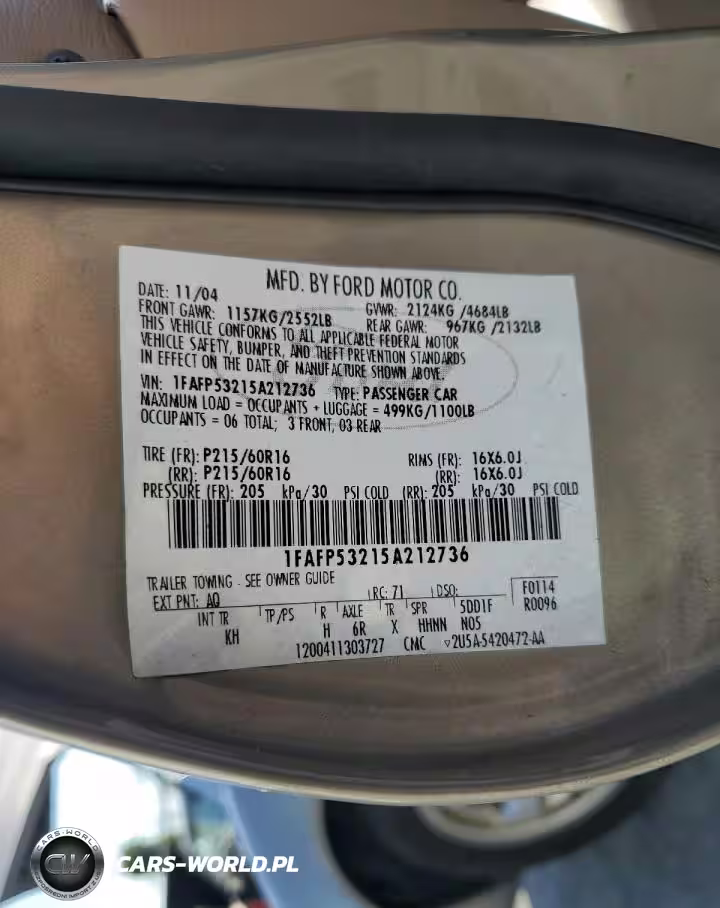 MFD. BY FORD MOTOR CO.
DATE: 11/04
FRONT GAWR: 1157KG/2552LB GVWR: 2124KG /4684LB
REAR GAWR: 967KG /2132LB
THIS VEHICLE CONFORMS TO ALL APPLICABLE FEDERAL MOTOR
VEHICLE SAFETY, BUMPER, AND THEFT PREVENTION STANDARDS
IN EFFECT ON THE DATE OF MANUFACTURE SHOWN ABOVE.
VIN: 1FAFP53215A212736 TYPE: PASSENGER CAR
MAXIMUM LOAD = OCCUPANTS + LUGGAGE = 499KG/1100LB
OCCUPANTS = 06 TOTAL; 3 FRONT, 03 REAR
TIRE (FR): P215/60R16 RIMS (FR): 16X6.0J
(RR): P215/60R16 (RR): 16X6.0J
PRESSURE (FR): 205 kPa/30 PSI COLD (RR): 205 kPa/30 PSI COLD
1FAFP53215A212736
TRAILER TOWING - SEE OWNER GUIDE
EXT PNT: AQ RC: 71 DSO: F0114
R0096
INT TR TP/PS R AXLE TR SPR 5DD1F
KH H 6R X HHNN N05
1200411303727 CMC ▽2U5A-5420472-AA
CARS-WORLD
CW
CARS-WORLD.PL